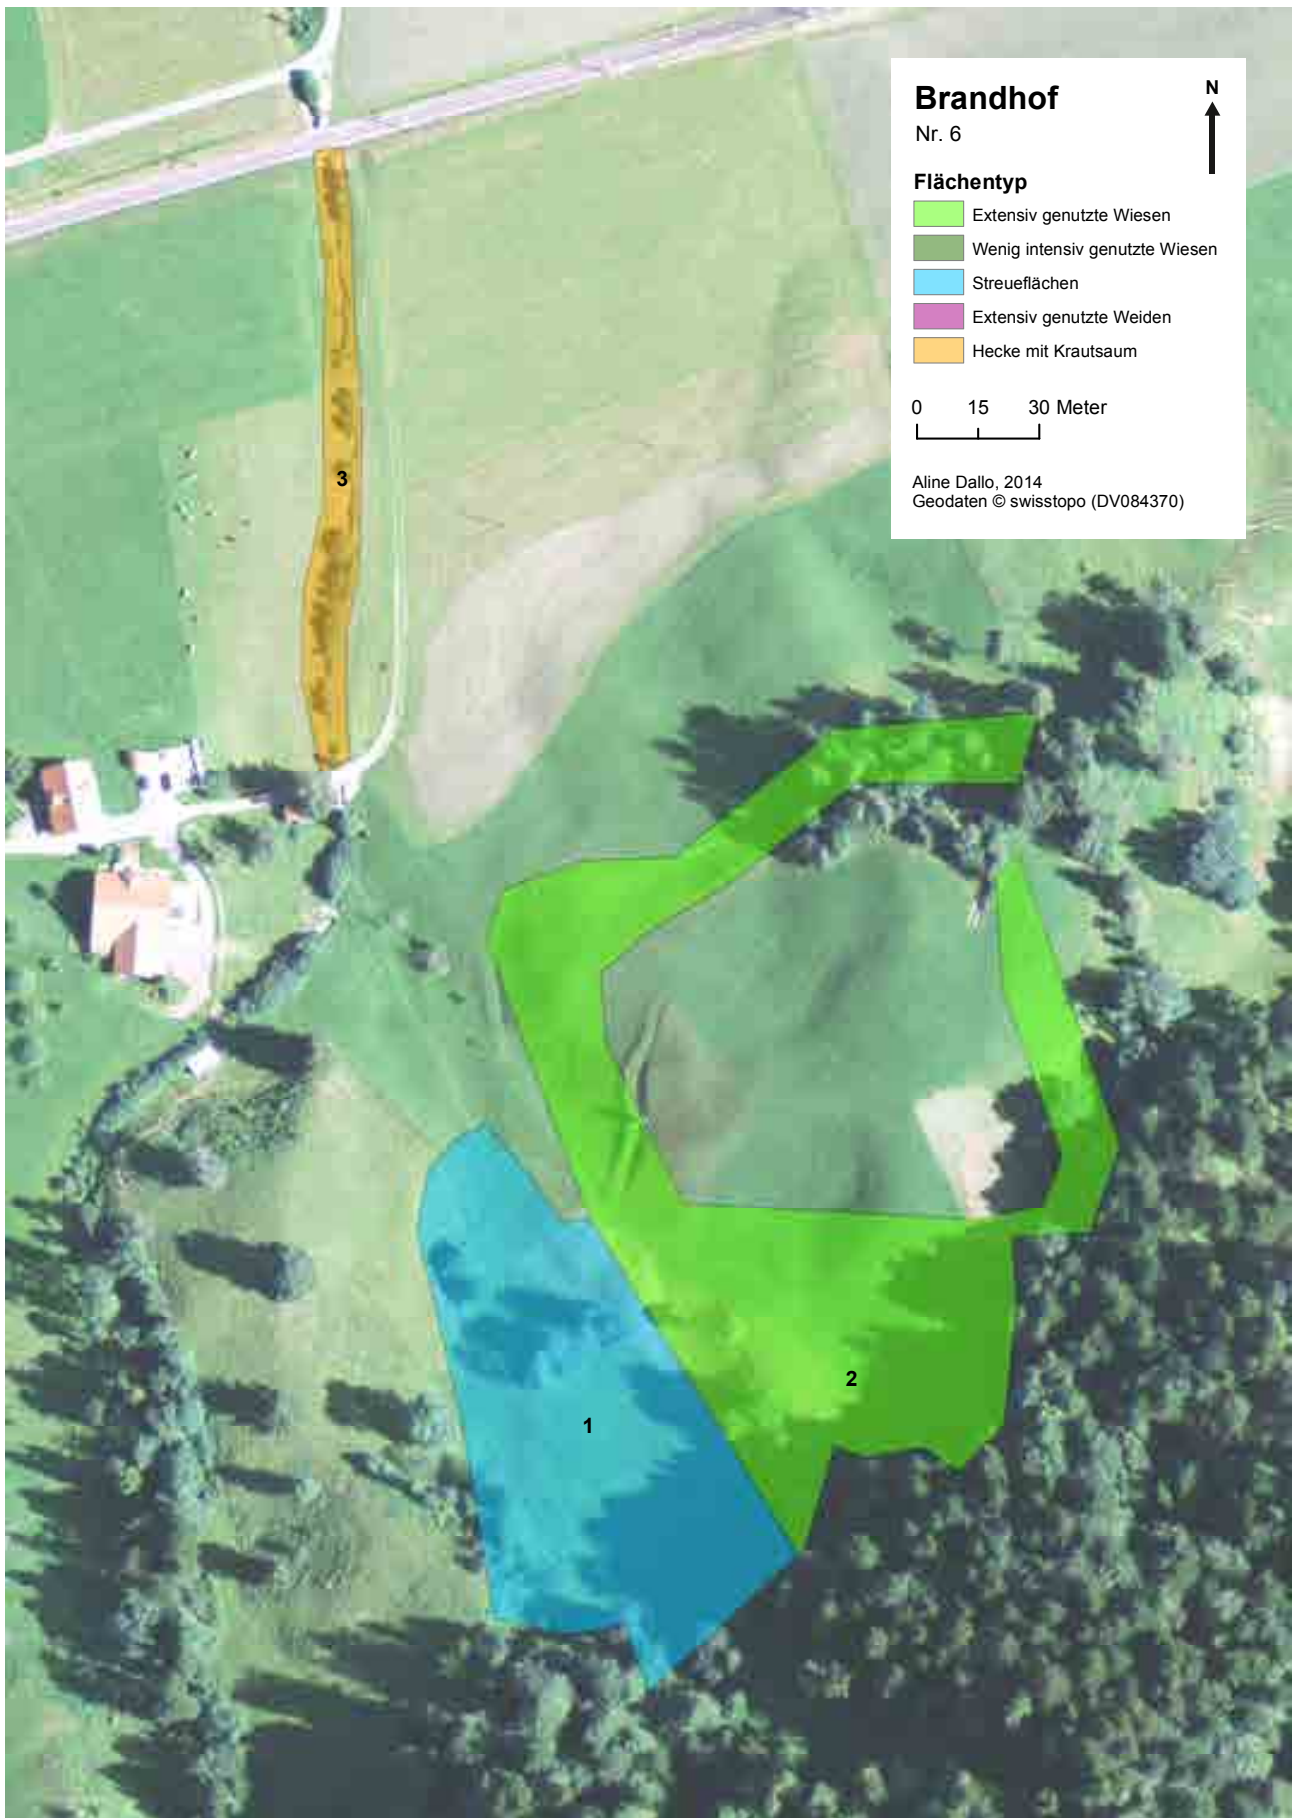 Brandhof
N
Nr. 6
Flächentyp
Extensiv genutzte Wiesen
Wenig intensiv genutzte Wiesen
Streueflächen
Extensiv genutzte Weiden
Hecke mit Krautsaum
0 15 30 Meter
Aline Dallo, 2014
Geodaten © swisstopo (DV084370)
3
2
1